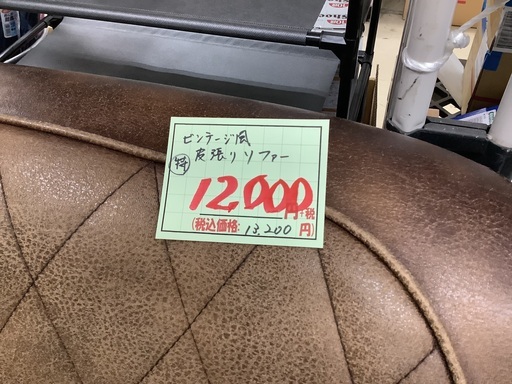 ビンテージ風
特 皮張りソファー
12,000円+税
(税込価格: 13,200 円)